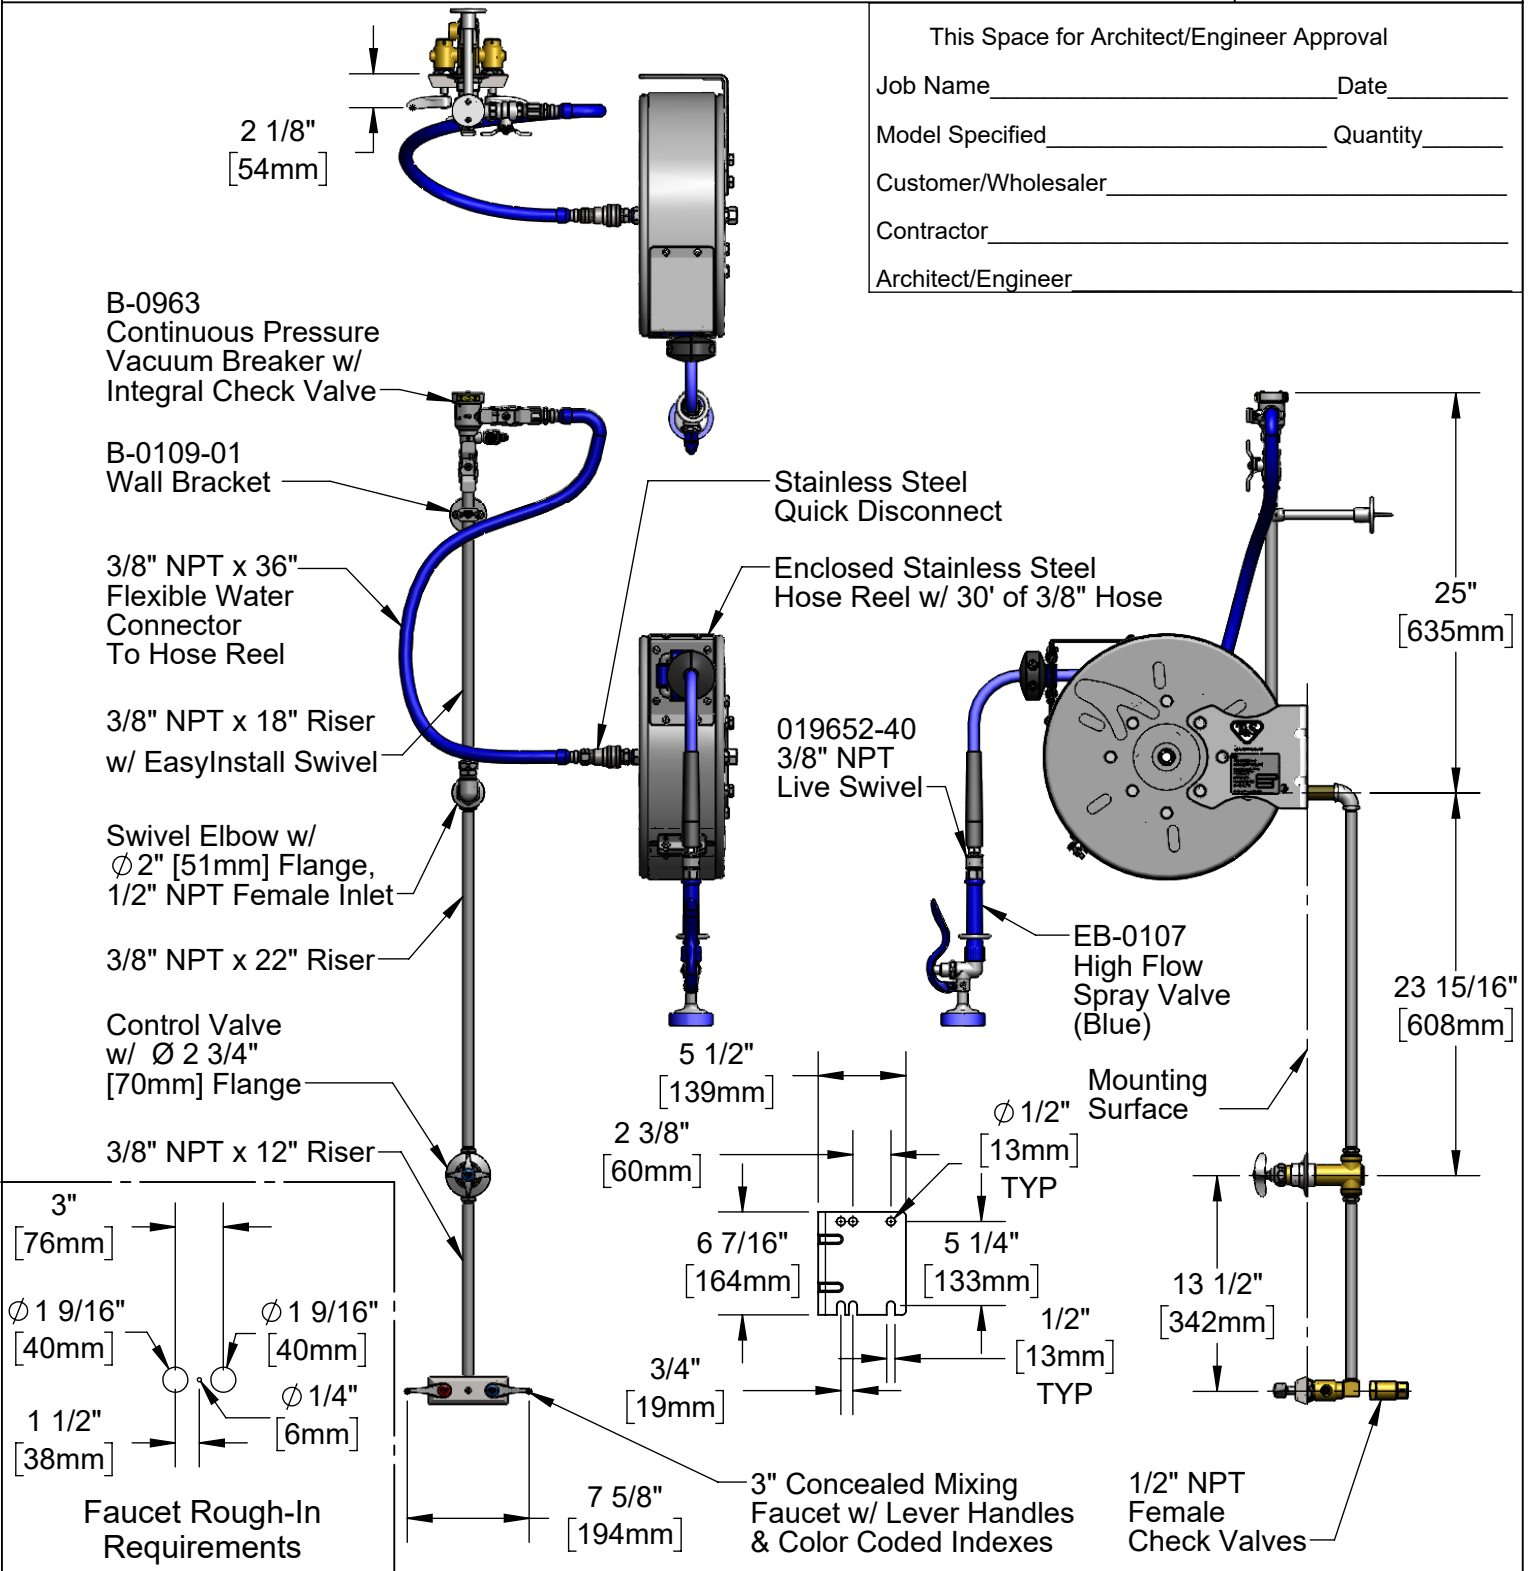 This Space for Architect/Engineer Approval
Job Name Date
Model Specified Quantity
Customer/Wholesaler
Contractor
Architect/Engineer
2 1/8"
[54mm]
B-0963
Continuous Pressure
Vacuum Breaker w/
Integral Check Valve
B-0109-01
Wall Bracket
3/8" NPT x 36"
Flexible Water
Connector
To Hose Reel
3/8" NPT x 18" Riser
w/ EasyInstall Swivel
Swivel Elbow w/
Ø 2" [51mm] Flange,
1/2" NPT Female Inlet
3/8" NPT x 22" Riser
Control Valve
w/ Ø 2 3/4"
[70mm] Flange
3/8" NPT x 12" Riser
Stainless Steel
Quick Disconnect
Enclosed Stainless Steel
Hose Reel w/ 30' of 3/8" Hose
019652-40
3/8" NPT
Live Swivel
T&S
25"
[635mm]
EB-0107
High Flow
Spray Valve
(Blue)
23 15/16"
[608mm]
Mounting
Surface
5 1/2"
[139mm]
2 3/8"
[60mm]
Ø 1/2"
[13mm]
TYP
6 7/16"
[164mm]
5 1/4"
[133mm]
3/4"
[19mm]
1/2"
[13mm]
TYP
13 1/2"
[342mm]
3"
[76mm]
Ø 1 9/16"
[40mm]
Ø 1 9/16"
[40mm]
Ø 1/4"
[6mm]
1 1/2"
[38mm]
Faucet Rough-In
Requirements
7 5/8"
[194mm]
3" Concealed Mixing
Faucet w/ Lever Handles
& Color Coded Indexes
1/2" NPT
Female
Check Valves